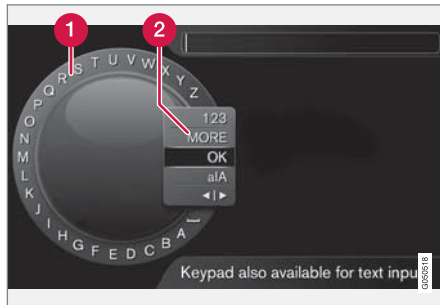 1
2
A B C D E F G H I J K L M N O P Q R S T U V W X Y Z
123
MORE
OK
a|A
Keypad also available for text inpu
G050518